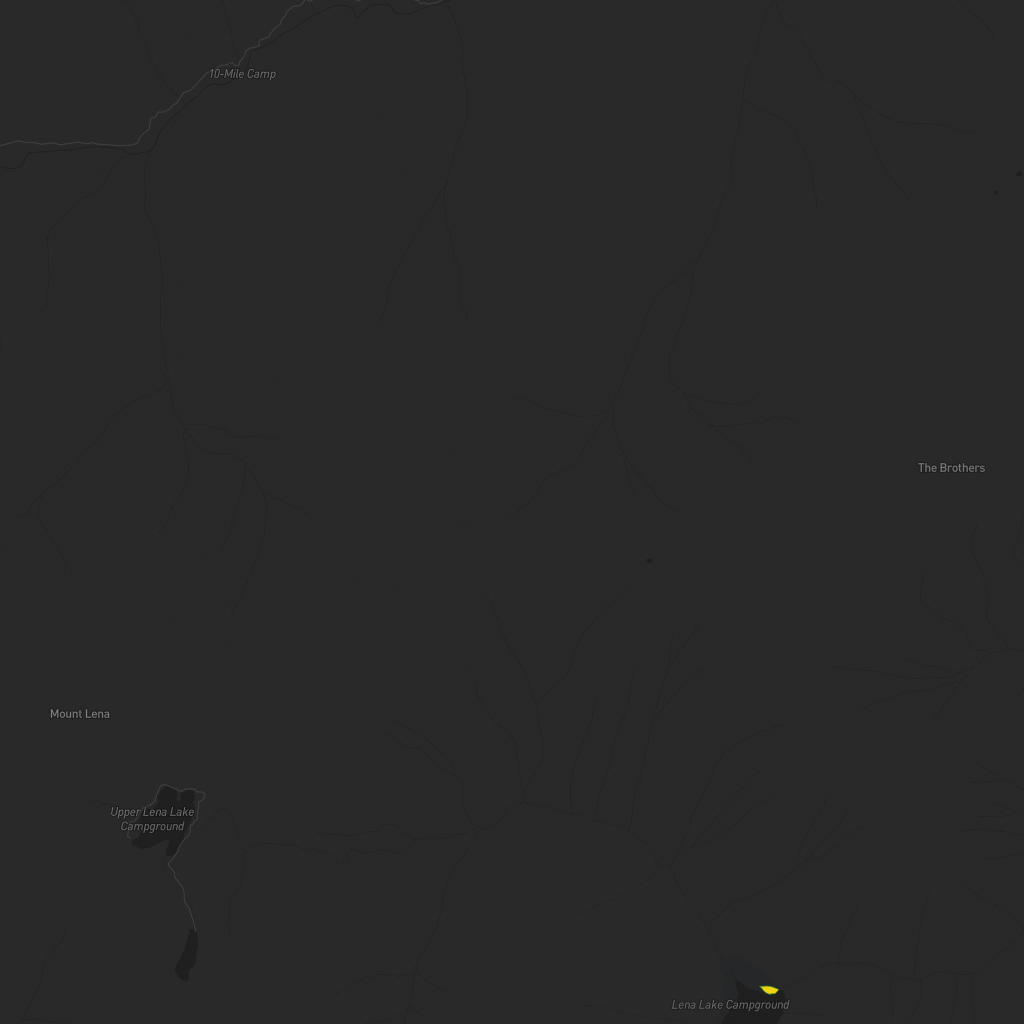 10-Mile Camp
The Brothers
Mount Lena
Upper Lena Lake
Campground
Lena Lake Campground